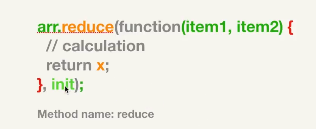 arr.reduce(function(item1, item2) {
// calculation
return x;
}, init);
Method name: reduce